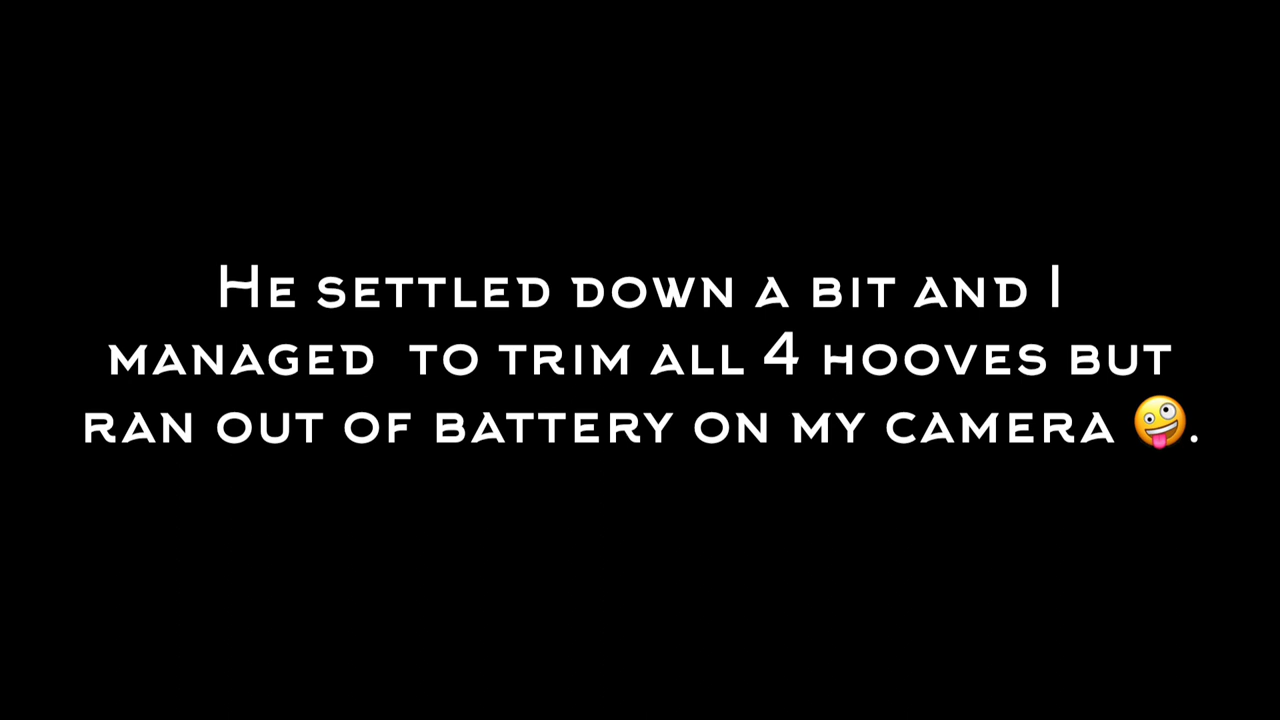 He settled down a bit and I
managed  to trim all 4 hooves but
ran out of battery on my camera 🤪.